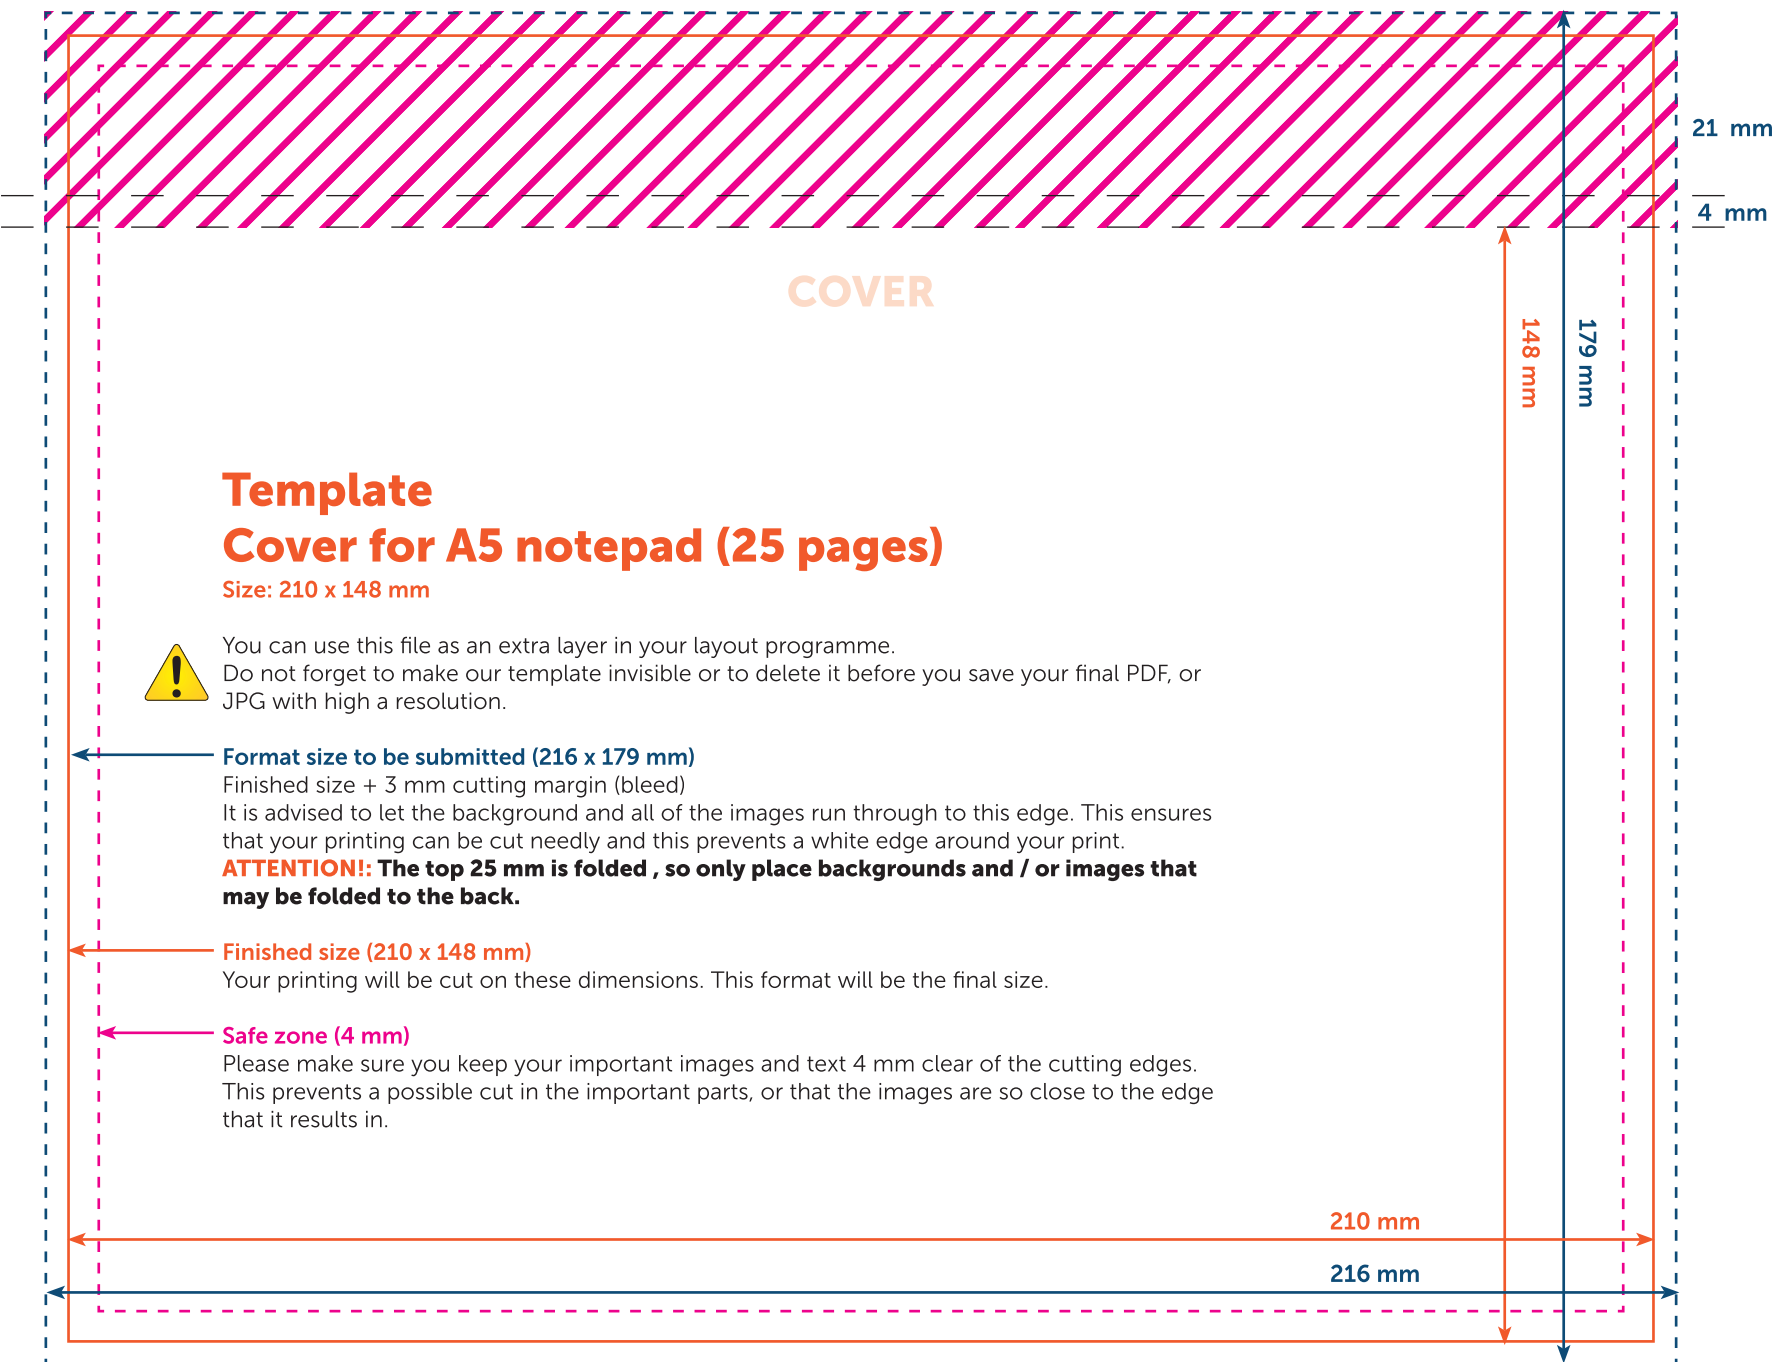 21 mm
4 mm
COVER
148 mm
179 mm
Template
Cover for A5 notepad (25 pages)
Size: 210 x 148 mm
You can use this file as an extra layer in your layout programme.
Do not forget to make our template invisible or to delete it before you save your final PDF, or
JPG with high a resolution.
Format size to be submitted (216 x 179 mm)
Finished size + 3 mm cutting margin (bleed)
It is advised to let the background and all of the images run through to this edge. This ensures
that your printing can be cut needly and this prevents a white edge around your print.
ATTENTION!: The top 25 mm is folded , so only place backgrounds and / or images that
may be folded to the back.
Finished size (210 x 148 mm)
Your printing will be cut on these dimensions. This format will be the final size.
Safe zone (4 mm)
Please make sure you keep your important images and text 4 mm clear of the cutting edges.
This prevents a possible cut in the important parts, or that the images are so close to the edge
that it results in.
210 mm
216 mm